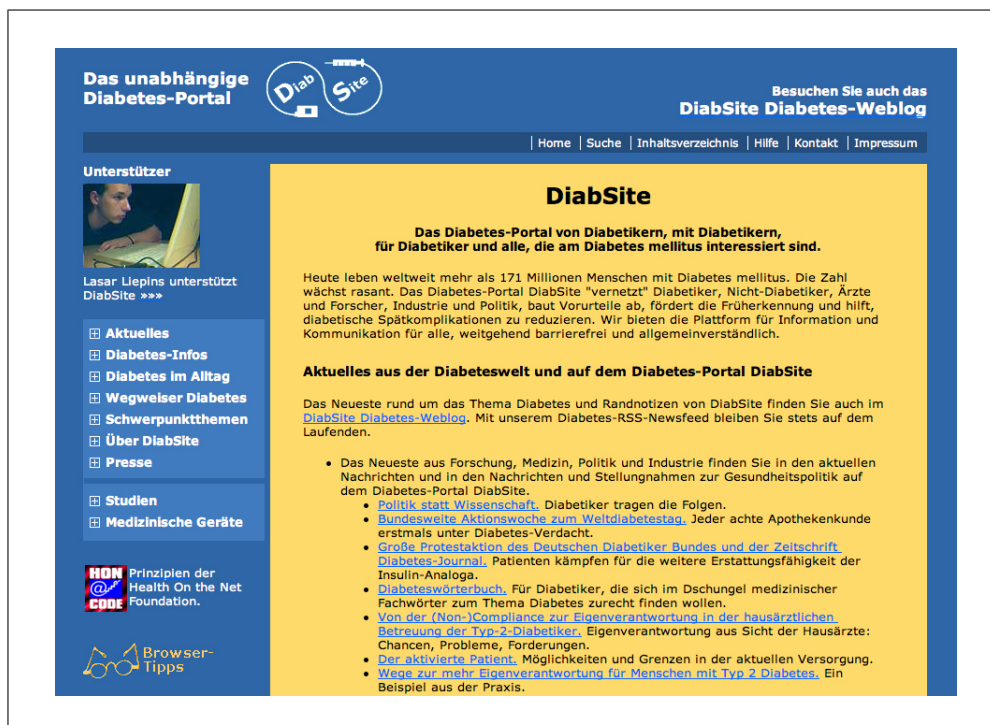 Das unabhängige
Diabetes-Portal
Diab Site
Besuchen Sie auch das
DiabSite Diabetes-Weblog
Home Suche Inhaltsverzeichnis Hilfe Kontakt Impressum
Unterstützer
Lasar Liepins unterstützt
DiabSite »»»
Aktuelles
Diabetes-Infos
Diabetes im Alltag
Wegweiser Diabetes
Schwerpunktthemen
Über DiabSite
Presse
Studien
Medizinische Geräte
HON
@
CODE
Prinzipien der
Health On the Net
Foundation.
Browser-
Tipps
DiabSite
Das Diabetes-Portal von Diabetikern, mit Diabetikern,
für Diabetiker und alle, die am Diabetes mellitus interessiert sind.
Heute leben weltweit mehr als 171 Millionen Menschen mit Diabetes mellitus. Die Zahl
wächst rasant. Das Diabetes-Portal DiabSite "vernetzt" Diabetiker, Nicht-Diabetiker, Ärzte
und Forscher, Industrie und Politik, baut Vorurteile ab, fördert die Früherkennung und hilft,
diabetische Spätkomplikationen zu reduzieren. Wir bieten die Plattform für Information und
Kommunikation für alle, weitgehend barrierefrei und allgemeinverständlich.
Aktuelles aus der Diabeteswelt und auf dem Diabetes-Portal DiabSite
Das Neueste rund um das Thema Diabetes und Randnotizen von DiabSite finden Sie auch im
DiabSite Diabetes-Weblog. Mit unserem Diabetes-RSS-Newsfeed bleiben Sie stets auf dem
Laufenden.
• Das Neueste aus Forschung, Medizin, Politik und Industrie finden Sie in den aktuellen
Nachrichten und in den Nachrichten und Stellungnahmen zur Gesundheitspolitik auf
dem Diabetes-Portal DiabSite.
• Politik statt Wissenschaft. Diabetiker tragen die Folgen.
• Bundesweite Aktionswoche zum Weltdiabetestag. Jeder achte Apothekenkunde
erstmals unter Diabetes-Verdacht.
• Große Protestaktion des Deutschen Diabetiker Bundes und der Zeitschrift
Diabetes-Journal. Patienten kämpfen für die weitere Erstattungsfähigkeit der
Insulin-Analoga.
• Diabeteswörterbuch. Für Diabetiker, die sich im Dschungel medizinischer
Fachwörter zum Thema Diabetes zurecht finden wollen.
• Von der (Non-)Compliance zur Eigenverantwortung in der hausärztlichen
Betreuung der Typ-2-Diabetiker. Eigenverantwortung aus Sicht der Hausärzte:
Chancen, Probleme, Forderungen.
• Der aktivierte Patient. Möglichkeiten und Grenzen in der aktuellen Versorgung.
• Wege zur mehr Eigenverantwortung für Menschen mit Typ 2 Diabetes. Ein
Beispiel aus der Praxis.